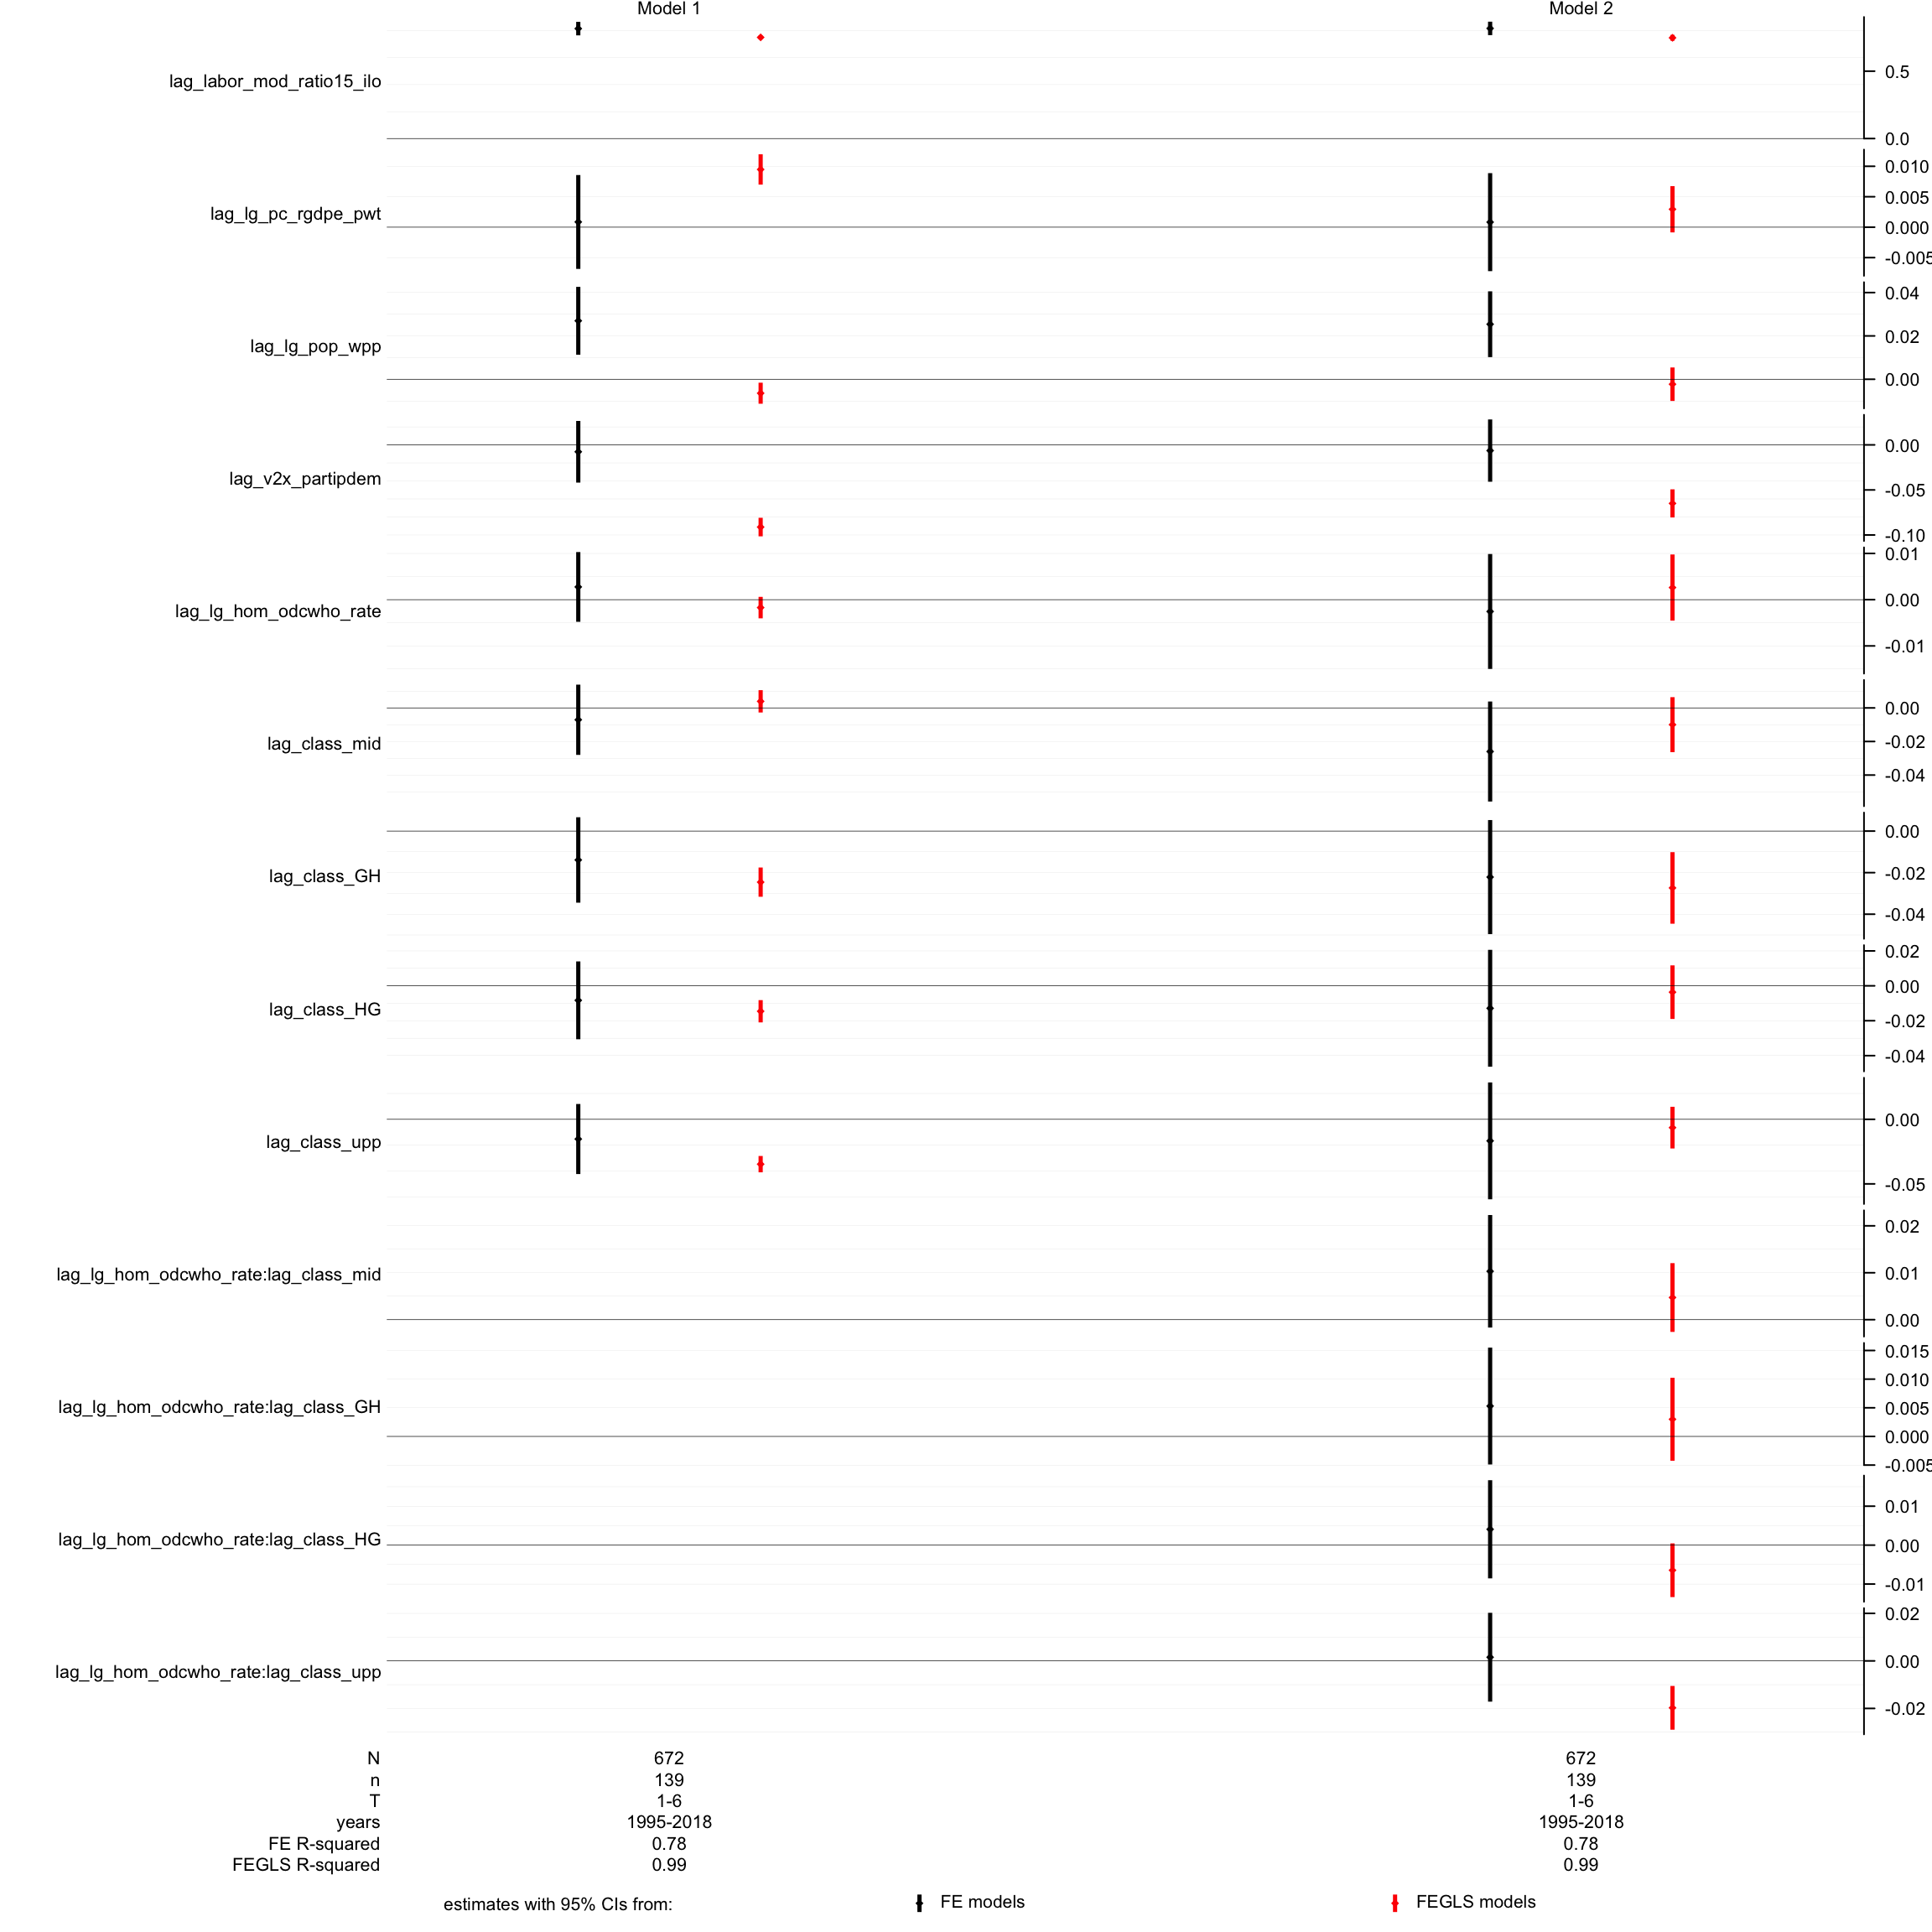 Model 1 Model 2
lag_labor_mod_ratio15_ilo
0.5
0.0
lag_lg_pc_rgdpe_pwt
0.010
0.005
0.000
-0.005
lag_lg_pop_wpp
0.04
0.02
0.00
lag_v2x_partipdem
0.00
-0.05
-0.10
lag_lg_hom_odcwho_rate
0.01
0.00
-0.01
lag_class_mid
0.00
-0.02
-0.04
lag_class_GH
0.00
-0.02
-0.04
lag_class_HG
0.02
0.00
-0.02
-0.04
lag_class_upp
0.00
-0.05
lag_lg_hom_odcwho_rate:lag_class_mid
0.02
0.01
0.00
lag_lg_hom_odcwho_rate:lag_class_GH
0.015
0.010
0.005
0.000
-0.005
lag_lg_hom_odcwho_rate:lag_class_HG
0.01
0.00
-0.01
lag_lg_hom_odcwho_rate:lag_class_upp
0.02
0.00
-0.02
N 672 672
n 139 139
T 1-6 1-6
years 1995-2018 1995-2018
FE R-squared 0.78 0.78
FEGLS R-squared 0.99 0.99
estimates with 95% CIs from: FE models FEGLS models